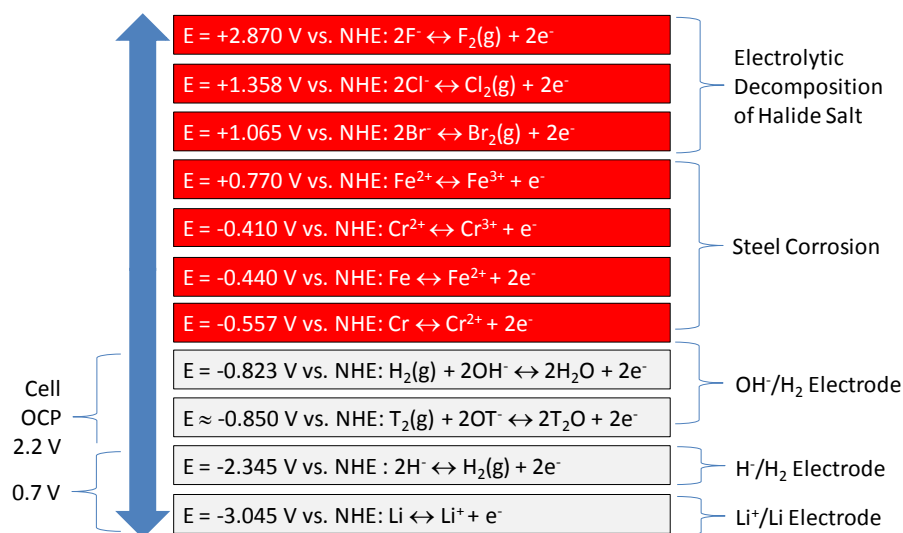 E = +2.870 V vs. NHE: 2F⁻ ↔ F₂(g) + 2e⁻
E = +1.358 V vs. NHE: 2Cl⁻ ↔ Cl₂(g) + 2e⁻
E = +1.065 V vs. NHE: 2Br⁻ ↔ Br₂(g) + 2e⁻
Electrolytic
Decomposition
of Halide Salt
E = +0.770 V vs. NHE: Fe²⁺ ↔ Fe³⁺ + e⁻
E = -0.410 V vs. NHE: Cr²⁺ ↔ Cr³⁺ + e⁻
E = -0.440 V vs. NHE: Fe ↔ Fe²⁺ + 2e⁻
E = -0.557 V vs. NHE: Cr ↔ Cr²⁺ + 2e⁻
Steel Corrosion
E = -0.823 V vs. NHE: H₂(g) + 2OH⁻ ↔ 2H₂O + 2e⁻
E ≈ -0.850 V vs. NHE: T₂(g) + 2OT⁻ ↔ 2T₂O + 2e⁻
OH⁻/H₂ Electrode
E = -2.345 V vs. NHE : 2H⁻ ↔ H₂(g) + 2e⁻
H⁻/H₂ Electrode
E = -3.045 V vs. NHE: Li ↔ Li⁺ + e⁻
Li⁺/Li Electrode
Cell
OCP
2.2 V
0.7 V